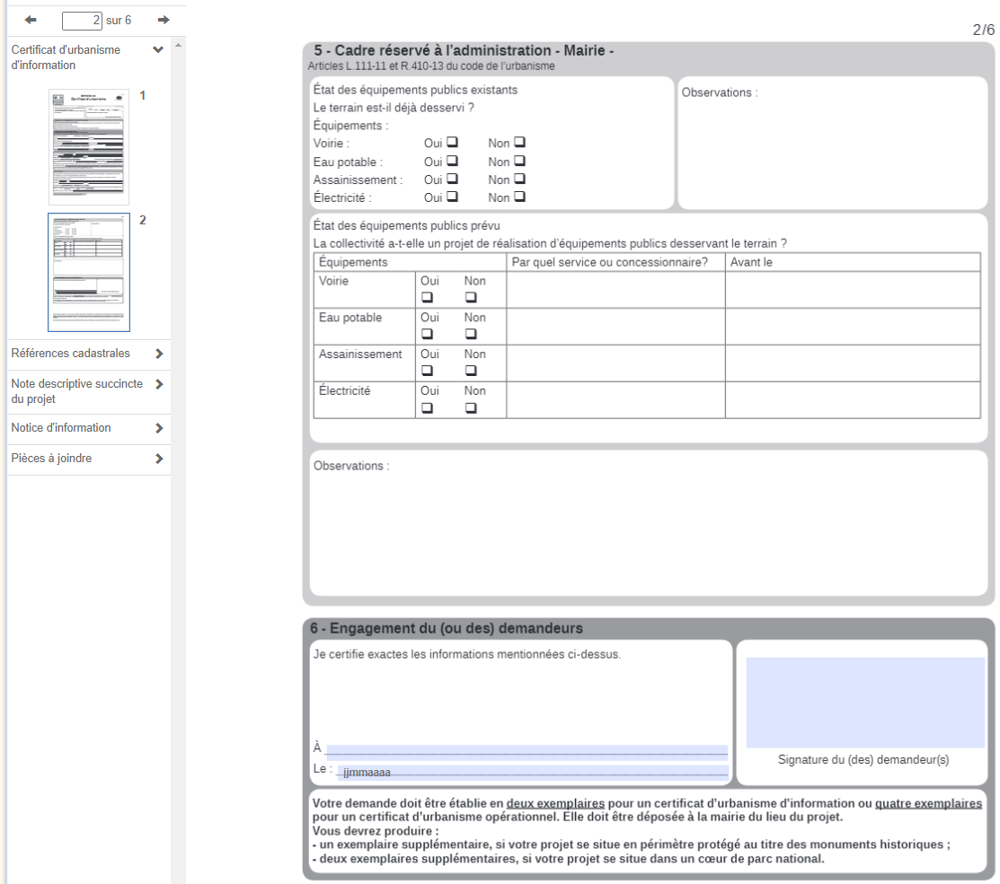 2 sur 6
Certificat d'urbanisme
d'information
1
2
Références cadastrales
Note descriptive succincte
du projet
Notice d'information
Pièces à joindre
2/6
5 - Cadre réservé à l'administration - Mairie -
Articles L.111-11 et R.410-13 du code de l'urbanisme
État des équipements publics existants
Le terrain est-il déjà desservi ?
Équipements :
Voirie : Oui ❑ Non ❑
Eau potable : Oui ❑ Non ❑
Assainissement : Oui ❑ Non ❑
Électricité : Oui ❑ Non ❑
Observations :
État des équipements publics prévu
La collectivité a-t-elle un projet de réalisation d'équipements publics desservant le terrain ?
Équipements Par quel service ou concessionnaire? Avant le
Voirie Oui Non
❑ ❑
Eau potable Oui Non
❑ ❑
Assainissement Oui Non
❑ ❑
Électricité Oui Non
❑ ❑
Observations :
6 - Engagement du (ou des) demandeurs
Je certifie exactes les informations mentionnées ci-dessus.
À
Le : jjmmaaaa
Signature du (des) demandeur(s)
Votre demande doit être établie en deux exemplaires pour un certificat d'urbanisme d'information ou quatre exemplaires
pour un certificat d'urbanisme opérationnel. Elle doit être déposée à la mairie du lieu du projet.
Vous devrez produire :
- un exemplaire supplémentaire, si votre projet se situe en périmètre protégé au titre des monuments historiques ;
- deux exemplaires supplémentaires, si votre projet se situe dans un cœur de parc national.